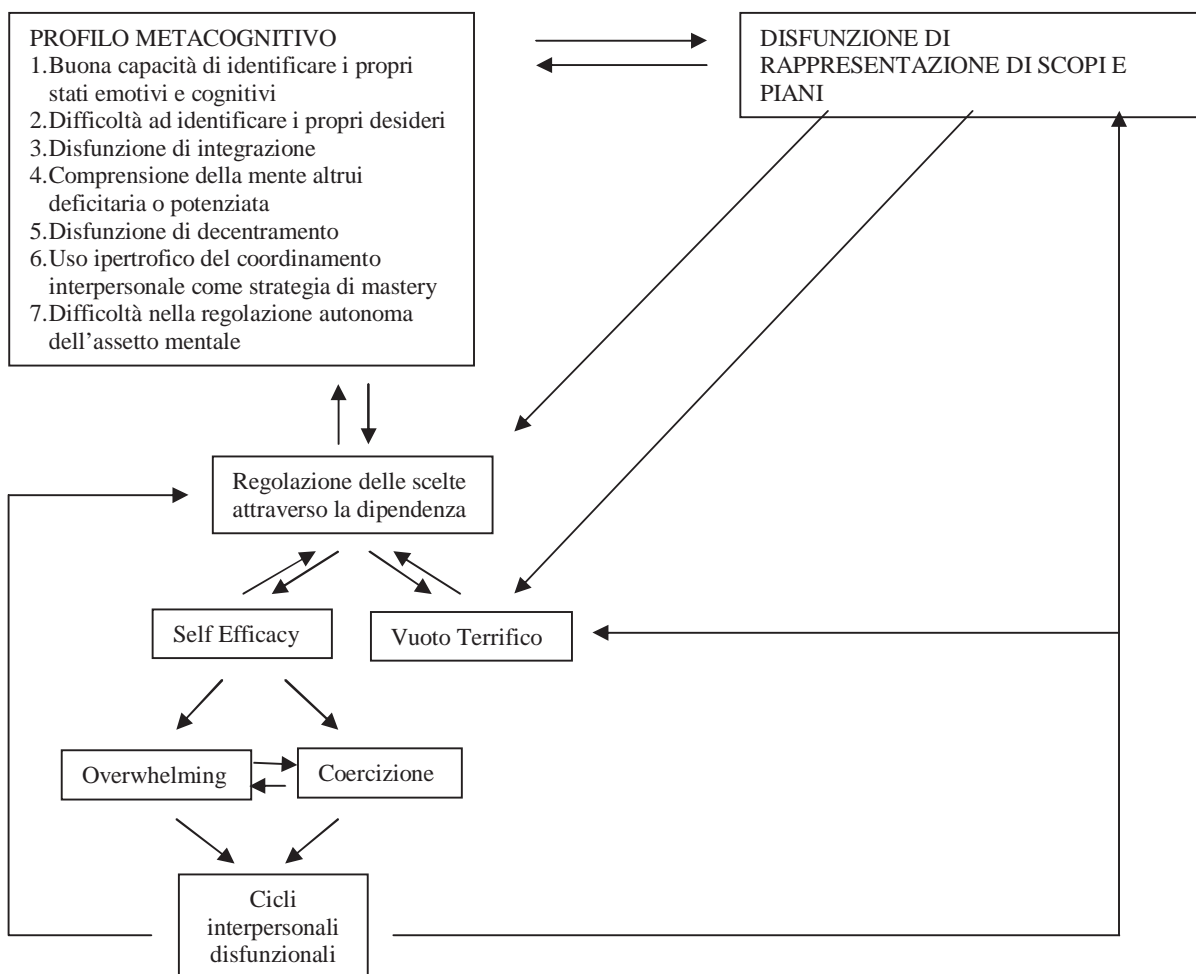 PROFILO METACOGNITIVO
1.Buona capacità di identificare i propri
stati emotivi e cognitivi
2.Difficoltà ad identificare i propri desideri
3.Disfunzione di integrazione
4.Comprensione della mente altrui
deficitaria o potenziata
5.Disfunzione di decentramento
6.Uso ipertrofico del coordinamento
interpersonale come strategia di mastery
7.Difficoltà nella regolazione autonoma
dell’assetto mentale
DISFUNZIONE DI
RAPPRESENTAZIONE DI SCOPI E
PIANI
Regolazione delle scelte
attraverso la dipendenza
Self Efficacy
Vuoto Terrifico
Overwhelming
Coercizione
Cicli
interpersonali
disfunzionali